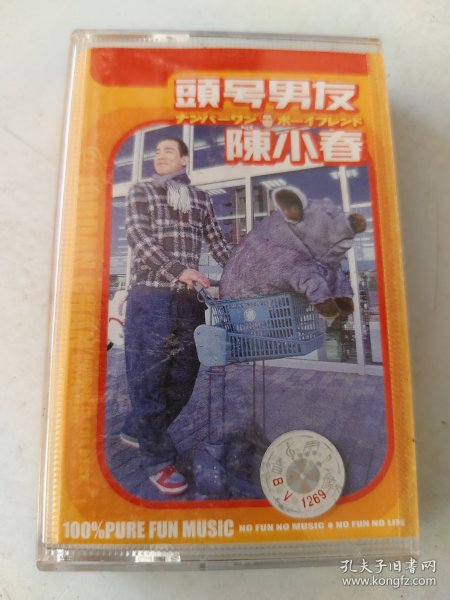 頭号男友
ナンバーワン ボーイフレンド
陳小春
B V 1269
100%PURE FUN MUSIC NO FUN NO MUSIC NO FUN NO LIFE
孔夫子旧书网
www.kongfz.com